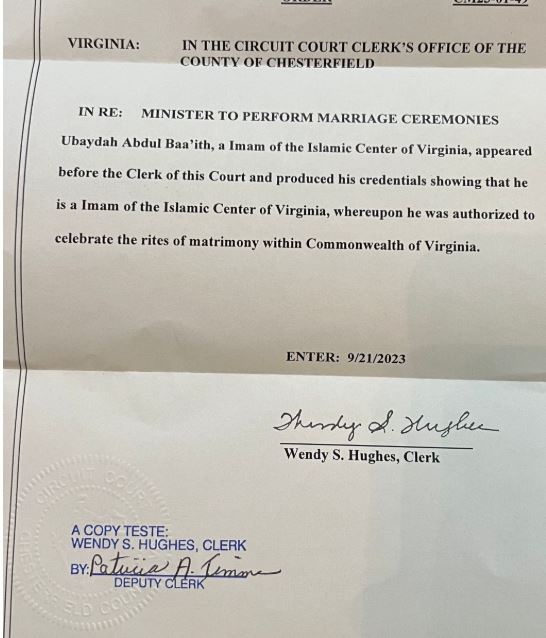 ORDER
VIRGINIA: IN THE CIRCUIT COURT CLERK'S OFFICE OF THE
COUNTY OF CHESTERFIELD
IN RE: MINISTER TO PERFORM MARRIAGE CEREMONIES
Ubaydah Abdul Baa'ith, a Imam of the Islamic Center of Virginia, appeared
before the Clerk of this Court and produced his credentials showing that he
is a Imam of the Islamic Center of Virginia, whereupon he was authorized to
celebrate the rites of matrimony within Commonwealth of Virginia.
ENTER: 9/21/2023
Wendy S. Hughes
Wendy S. Hughes, Clerk
CIRCUIT COURT
A COPY TESTE:
WENDY S. HUGHES, CLERK
BY: Patricia A.
DEPUTY CLERK